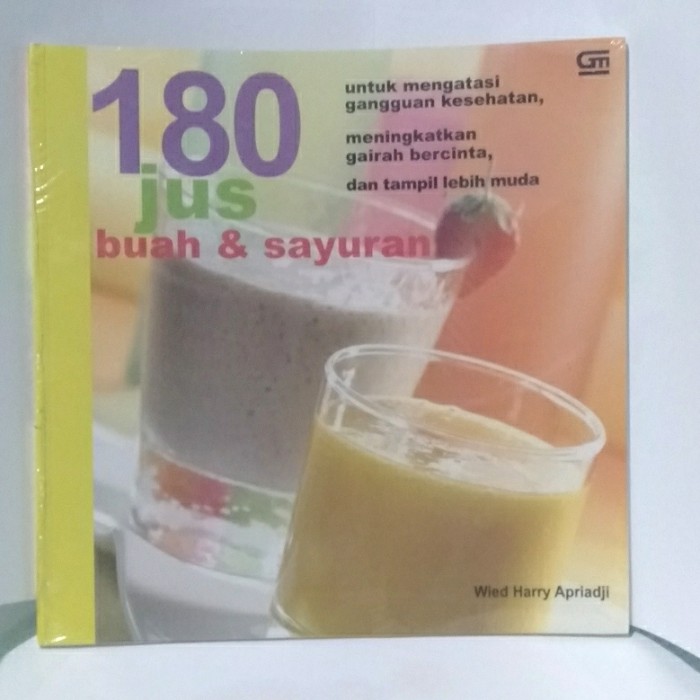 180
jus
buah & sayuran
untuk mengatasi
gangguan kesehatan,
meningkatkan
gairah bercinta,
dan tampil lebih muda
GM
Wied Harry Apriadji